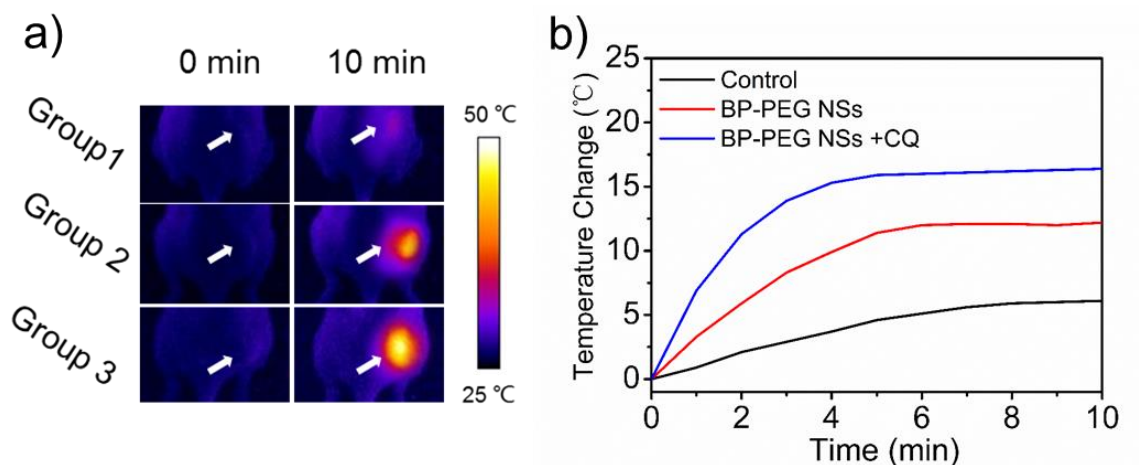 a)
0 min
10 min
Group1
Group 2
Group 3
50 ℃
25 ℃
b)
Temperature Change (℃)
25
20
15
10
5
0
Control
BP-PEG NSs
BP-PEG NSs +CQ
0
2
4
6
8
10
Time (min)